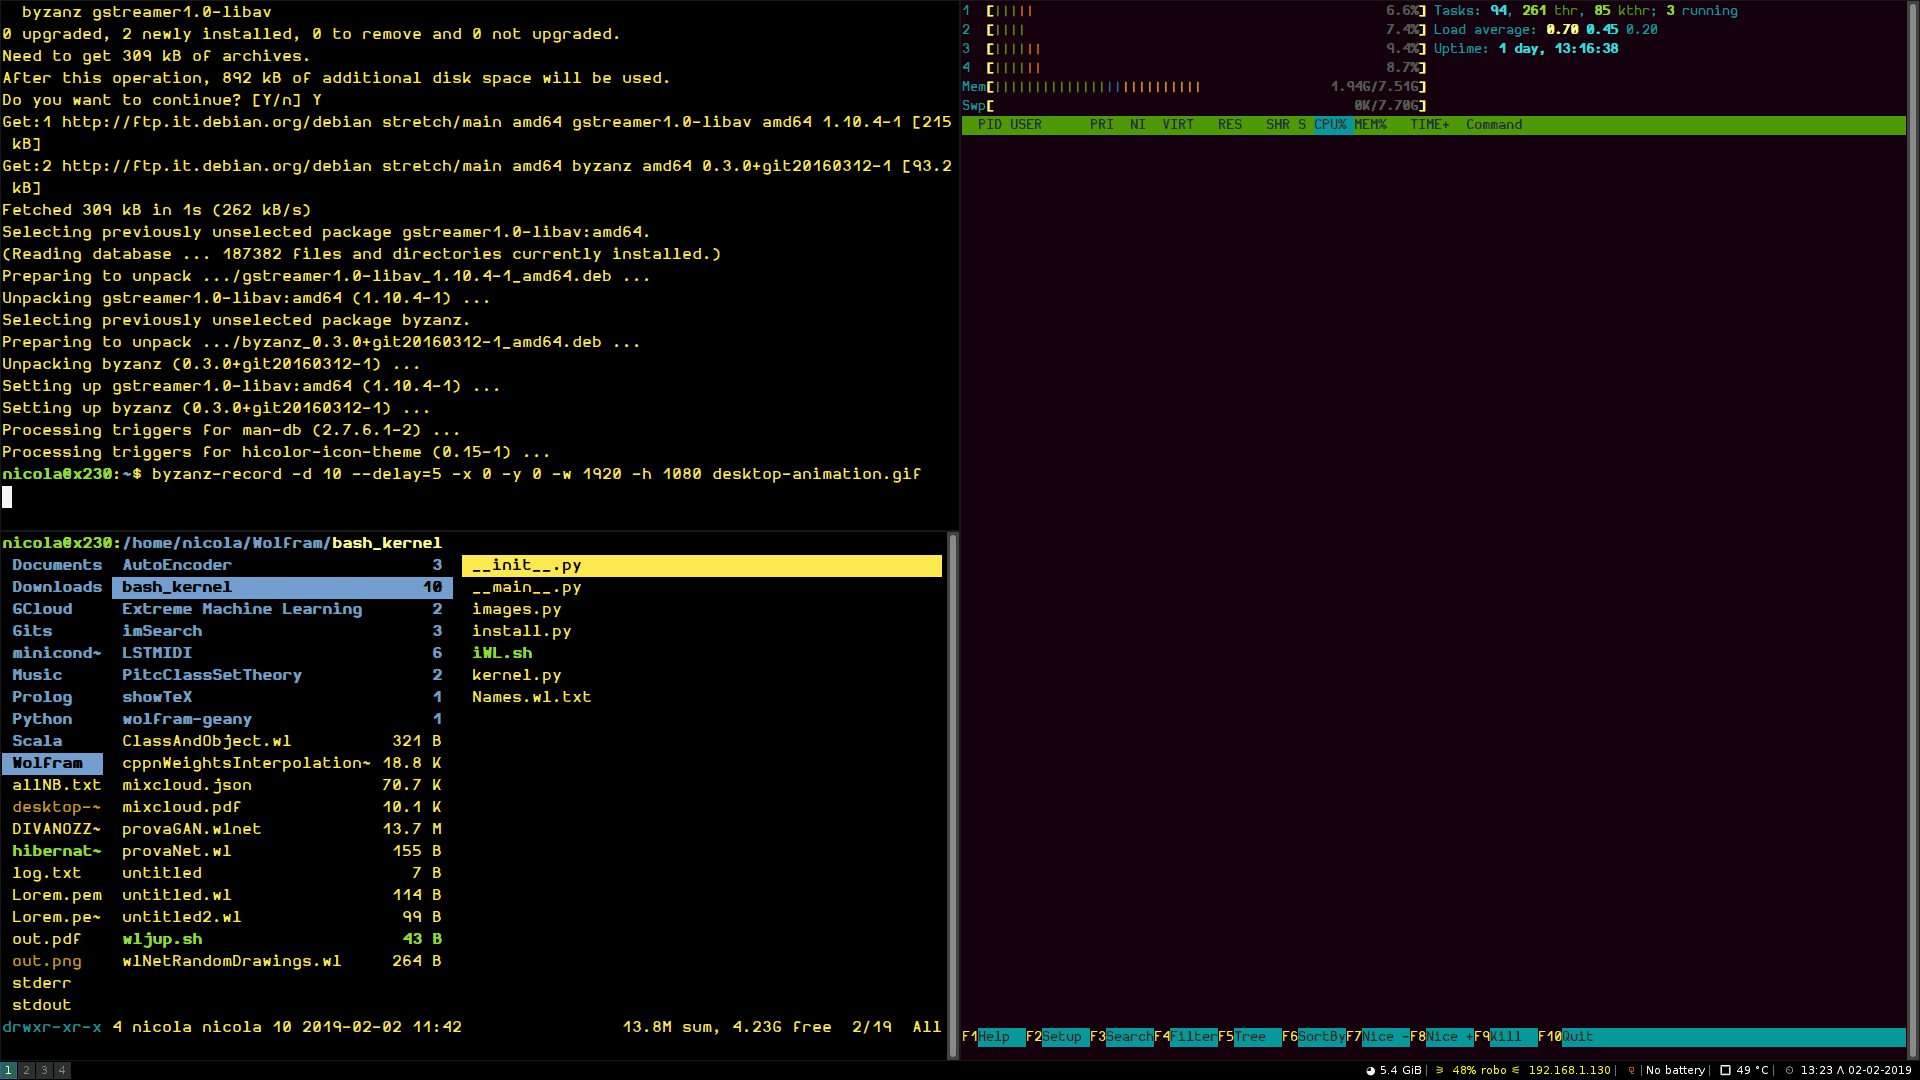 byzanz gstreamer1.0-libav
0 upgraded, 2 newly installed, 0 to remove and 0 not upgraded.
Need to get 309 kB of archives.
After this operation, 892 kB of additional disk space will be used.
Do you want to continue? [Y/n] Y
Get:1 http://ftp.it.debian.org/debian stretch/main amd64 gstreamer1.0-libav amd64 1.10.4-1 [215
kB]
Get:2 http://ftp.it.debian.org/debian stretch/main amd64 byzanz amd64 0.3.0+git20160312-1 [93.2
kB]
Fetched 309 kB in 1s (262 kB/s)
Selecting previously unselected package gstreamer1.0-libav:amd64.
(Reading database ... 187382 files and directories currently installed.)
Preparing to unpack .../gstreamer1.0-libav_1.10.4-1_amd64.deb ...
Unpacking gstreamer1.0-libav:amd64 (1.10.4-1) ...
Selecting previously unselected package byzanz.
Preparing to unpack .../byzanz_0.3.0+git20160312-1_amd64.deb ...
Unpacking byzanz (0.3.0+git20160312-1) ...
Setting up gstreamer1.0-libav:amd64 (1.10.4-1) ...
Setting up byzanz (0.3.0+git20160312-1) ...
Processing triggers for man-db (2.7.6.1-2) ...
Processing triggers for hicolor-icon-theme (0.15-1) ...
nicola@x230:~$ byzanz-record -d 10 --delay=5 -x 0 -y 0 -w 1920 -h 1080 desktop-animation.gif
nicola@x230:/home/nicola/Wolfram/bash_kernel
Documents AutoEncoder 3 __init__.py
Downloads bash_kernel 10 __main__.py
GCloud Extreme Machine Learning 2 images.py
Gits imSearch 3 install.py
minicond~ LSTMIDI 6 iWL.sh
Music PitcClassSetTheory 2 kernel.py
Prolog showTeX 1 Names.wl.txt
Python wolfram-geany 1
Scala ClassAndObject.wl 321 B
Wolfram cppnWeightsInterpolation~ 18.8 K
allNB.txt mixcloud.json 70.7 K
desktop-~ mixcloud.pdf 10.1 K
DIVANOZZ~ provaGAN.wlnet 13.7 M
hibernat~ provaNet.wl 155 B
log.txt untitled 7 B
Lorem.pem untitled.wl 114 B
Lorem.pe~ untitled2.wl 99 B
out.pdf wljup.sh 43 B
out.png wlNetRandomDrawings.wl 264 B
stderr
stdout
drwxr-xr-x 4 nicola nicola 10 2019-02-02 11:42 13.8M sum, 4.23G free 2/19 All
1 [||||| 6.6%] Tasks: 94, 261 thr, 85 kthr; 3 running
2 [|||| 7.4%] Load average: 0.70 0.45 0.20
3 [|||||| 9.4%] Uptime: 1 day, 13:16:38
4 [|||||| 8.7%]
Mem[|||||||||||||||||||||||||| 1.94G/7.51G]
Swp[ 0K/7.70G]
PID USER PRI NI VIRT RES SHR S CPU% MEM% TIME+ Command
F1Help F2Setup F3SearchF4FilterF5Tree F6SortByF7Nice -F8Nice +F9Kill F10Quit
1 2 3 4 5.4 GiB | 48% robo 192.168.1.130 | | No battery | 49 °C | 13:23 Λ 02-02-2019